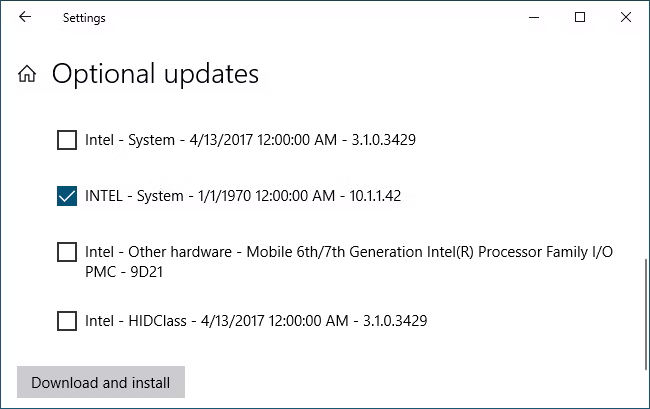 Settings
Optional updates
Intel - System - 4/13/2017 12:00:00 AM - 3.1.0.3429
INTEL - System - 1/1/1970 12:00:00 AM - 10.1.1.42
Intel - Other hardware - Mobile 6th/7th Generation Intel(R) Processor Family I/O
PMC - 9D21
Intel - HIDClass - 4/13/2017 12:00:00 AM - 3.1.0.3429
Download and install